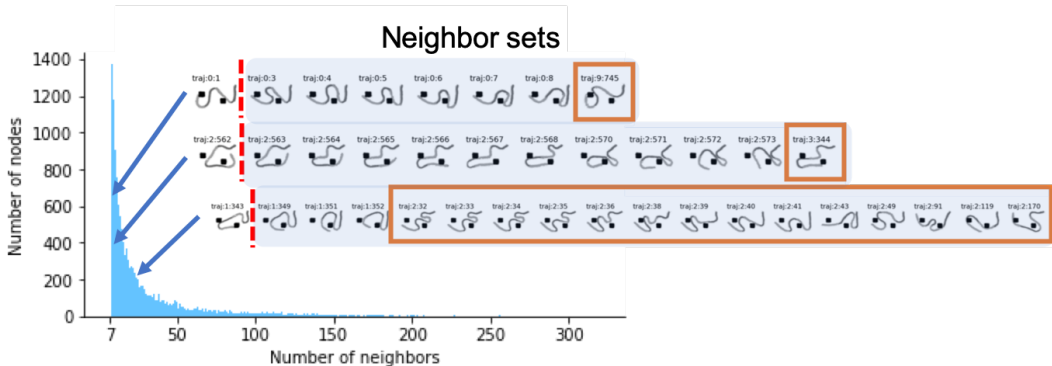 Neighbor sets
1400
1200
1000
800
600
400
200
0
Number of nodes
traj:0:1 traj:0:3 traj:0:4 traj:0:5 traj:0:6 traj:0:7 traj:0:8 traj:9:745
traj:2:562 traj:2:563 traj:2:564 traj:2:565 traj:2:566 traj:2:567 traj:2:568 traj:2:570 traj:2:571 traj:2:572 traj:2:573 traj:3:344
traj:1:343 traj:1:349 traj:1:351 traj:1:352 traj:2:32 traj:2:33 traj:2:34 traj:2:35 traj:2:36 traj:2:38 traj:2:39 traj:2:40 traj:2:41 traj:2:43 traj:2:49 traj:2:91 traj:2:119 traj:2:170
7 50 100 150 200 250 300
Number of neighbors